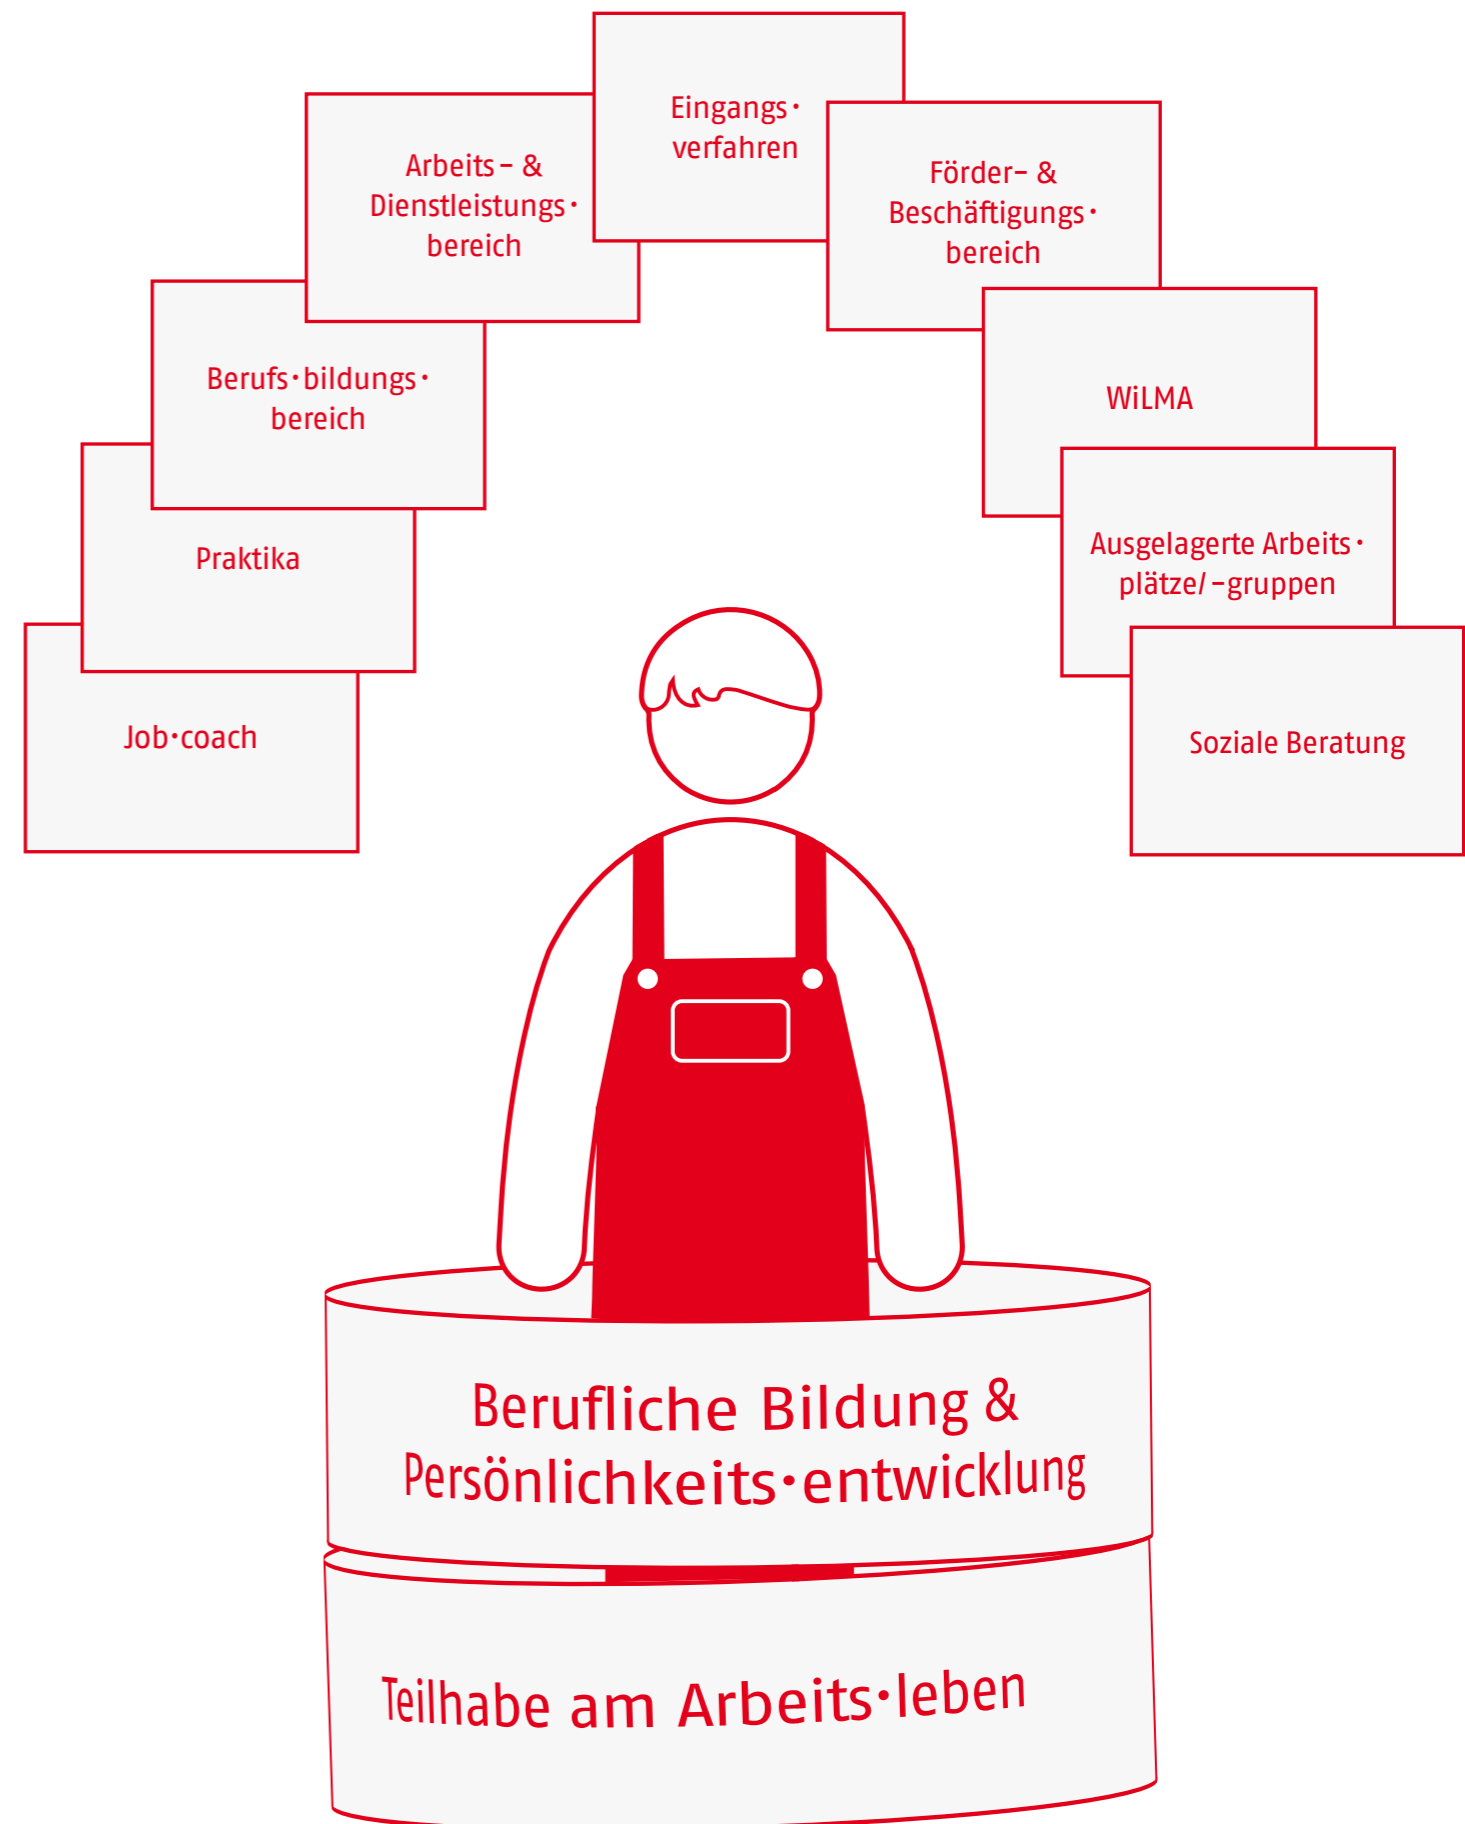 Eingangs·
verfahren
Arbeits- &
Dienstleistungs·
bereich
Förder- &
Beschäftigungs·
bereich
Berufs·bildungs·
bereich
WiLMA
Praktika
Ausgelagerte Arbeits·
plätze/-gruppen
Job·coach
Soziale Beratung
Berufliche Bildung &
Persönlichkeits·entwicklung
Teilhabe am Arbeits·leben